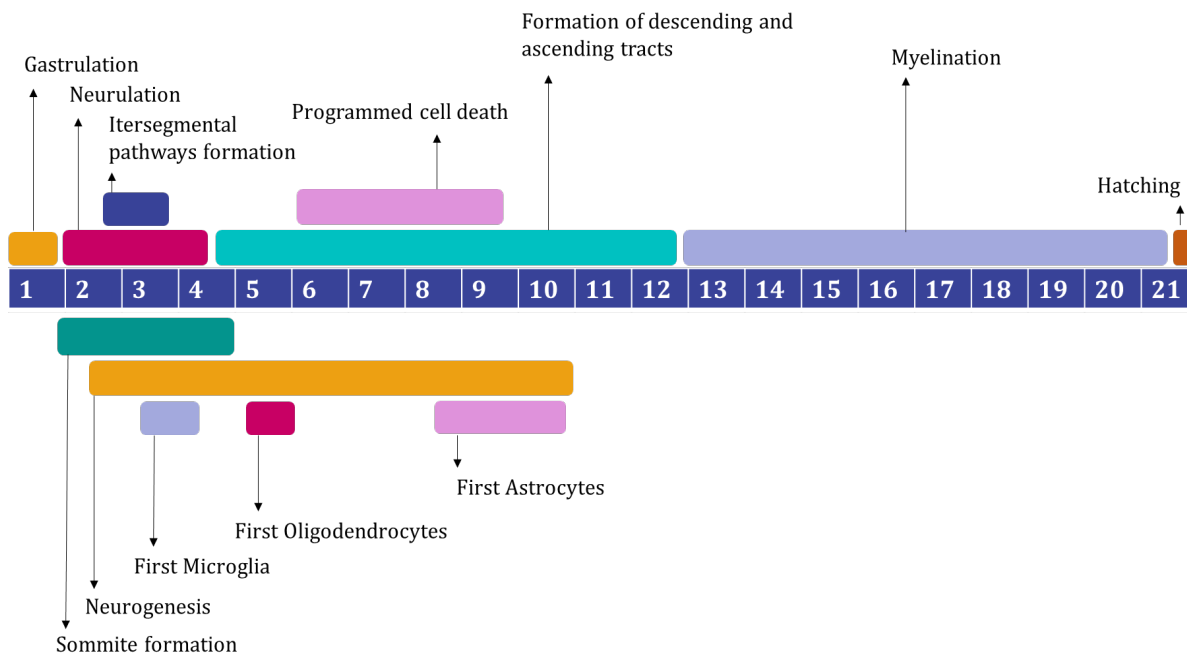 Formation of descending and
ascending tracts
Myelination
Gastrulation
Neurulation
Programmed cell death
Itersegmental
pathways formation
Hatching
1 2 3 4 5 6 7 8 9 10 11 12 13 14 15 16 17 18 19 20 21
First Astrocytes
First Oligodendrocytes
First Microglia
Neurogenesis
Sommite formation